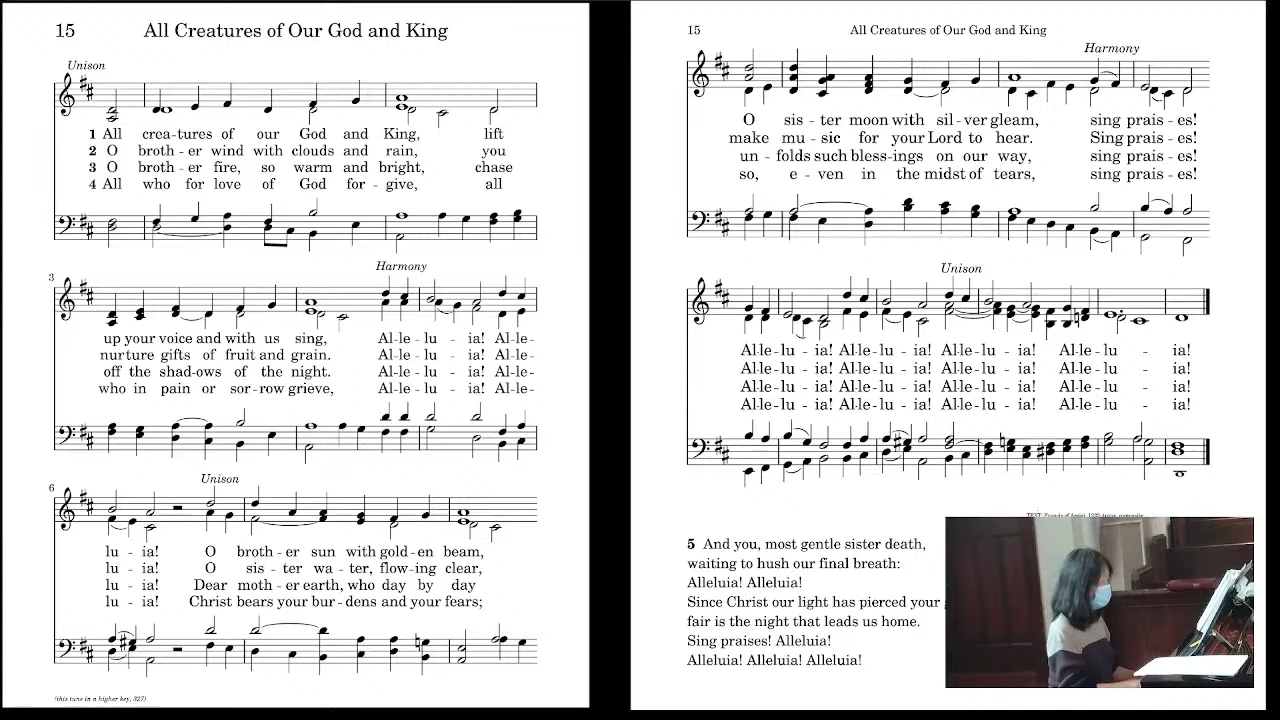 15 All Creatures of Our God and King
Unison
1 All crea-tures of our God and King, lift
2 O broth-er wind with clouds and rain, you
3 O broth-er fire, so warm and bright, chase
4 All who for love of God for-give, all
3
Harmony
up your voice and with us sing, Al-le-lu - ia! Al-le-
nurture gifts of fruit and grain. Al-le-lu - ia! Al-le-
off the shad-ows of the night. Al-le-lu - ia! Al-le-
who in pain or sor-row grieve, Al-le-lu - ia! Al-le-
6
Unison
lu - ia! O broth-er sun with gold-en beam,
lu - ia! O sis-ter wa-ter, flow-ing clear,
lu - ia! Dear moth-er earth, who day by day
lu - ia! Christ bears your bur-dens and your fears;
(this tune in a higher key, 327)
15 All Creatures of Our God and King
Harmony
O sis-ter moon with sil-ver gleam, sing prais-es!
make mu-sic for your Lord to hear. Sing prais-es!
un-folds such bless-ings on our way, sing prais-es!
so, e-ven in the midst of tears, sing prais-es!
Unison
Al-le-lu - ia! Al-le-lu - ia! Al-le-lu - ia! Al-le-lu - ia!
Al-le-lu - ia! Al-le-lu - ia! Al-le-lu - ia! Al-le-lu - ia!
Al-le-lu - ia! Al-le-lu - ia! Al-le-lu - ia! Al-le-lu - ia!
Al-le-lu - ia! Al-le-lu - ia! Al-le-lu - ia! Al-le-lu - ia!
5 And you, most gentle sister death,
waiting to hush our final breath:
Alleluia! Alleluia!
Since Christ our light has pierced your
fair is the night that leads us home.
Sing praises! Alleluia!
Alleluia! Alleluia! Alleluia!